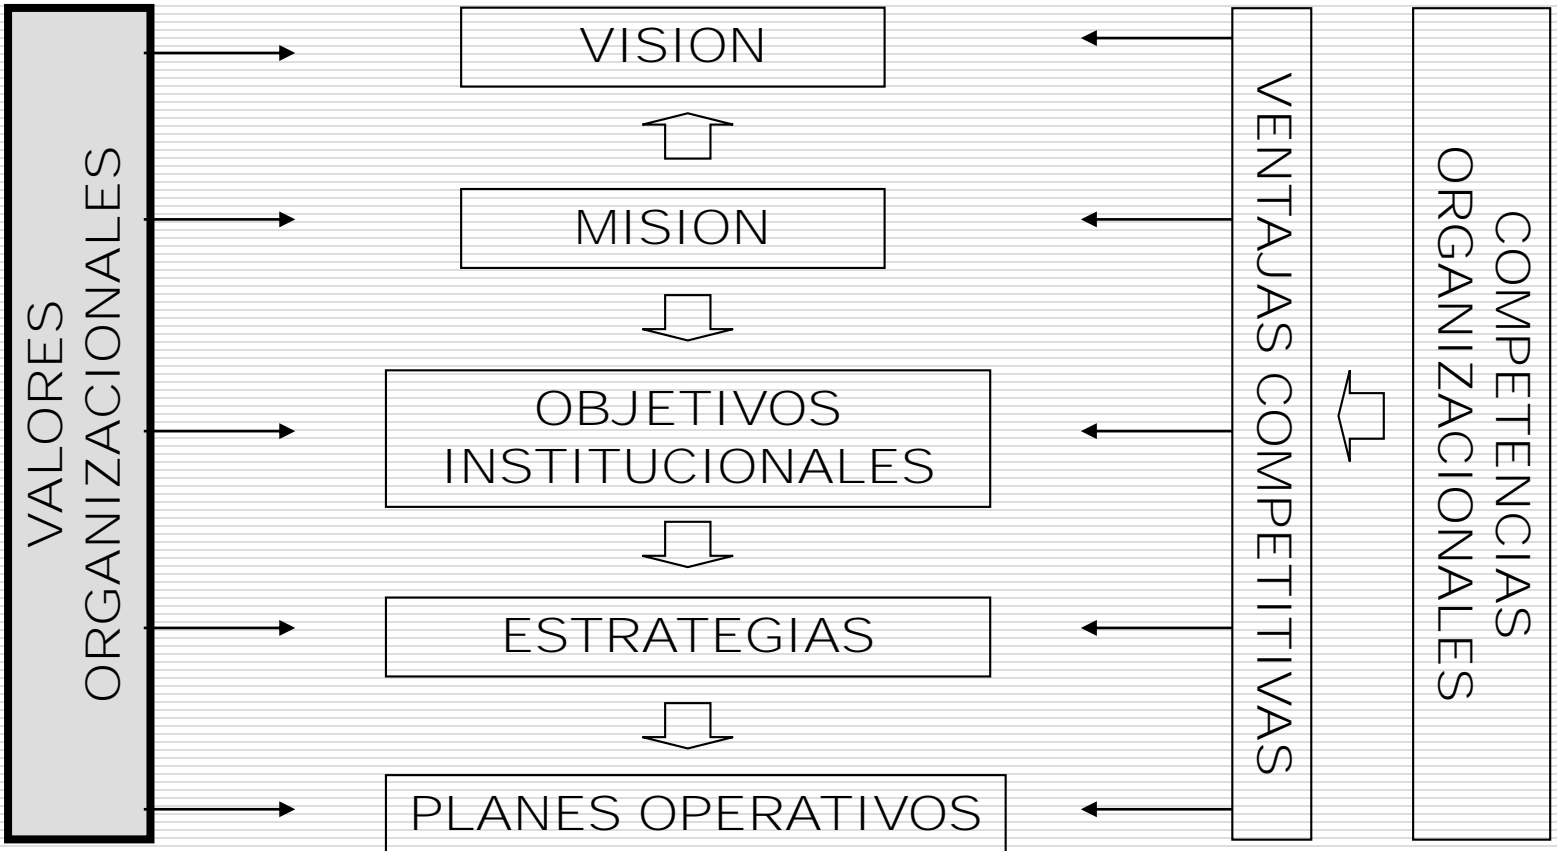 VALORES
ORGANIZACIONALES
VISION
MISION
OBJETIVOS
INSTITUCIONALES
ESTRATEGIAS
PLANES OPERATIVOS
VENTAJAS COMPETITIVAS
COMPETENCIAS
ORGANIZACIONALES